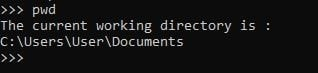 >>> pwd
The current working directory is :
C:\Users\User\Documents
>>>